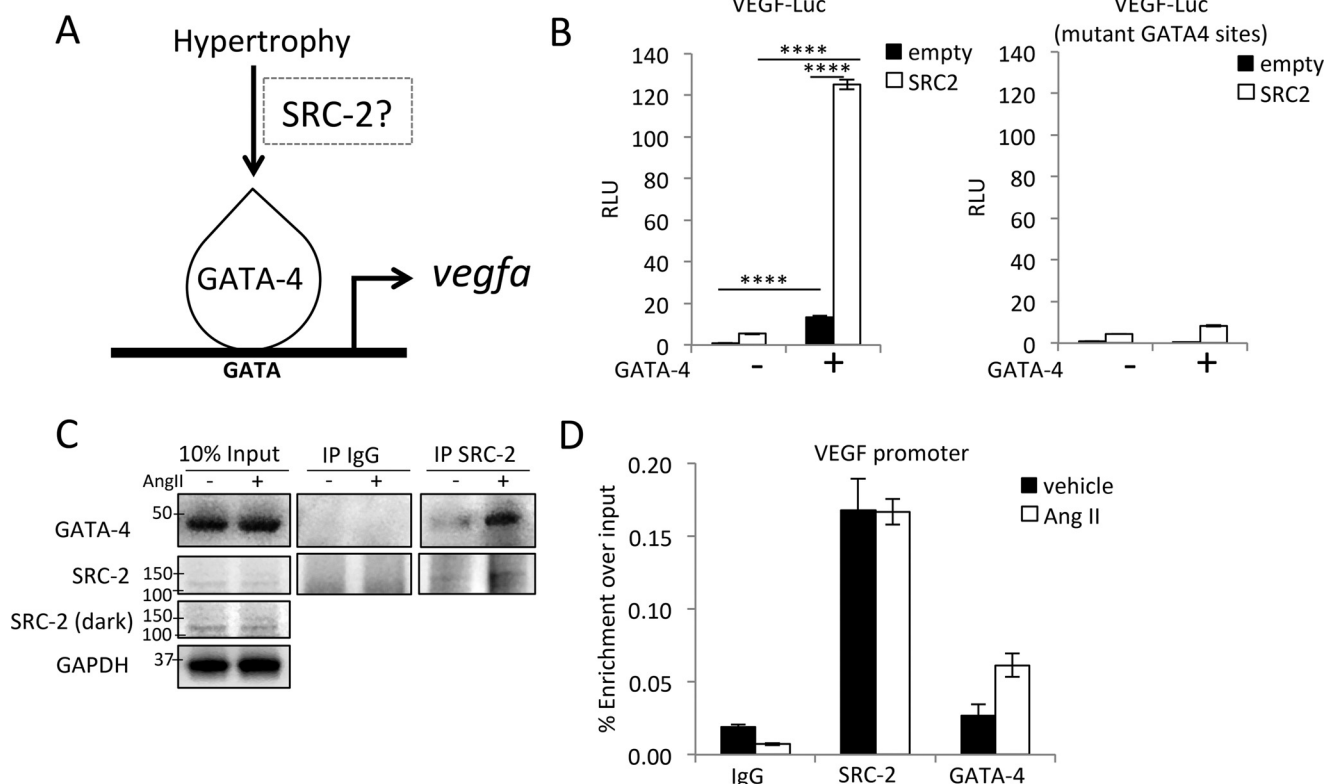 A
Hypertrophy
SRC-2?
GATA-4
vegfa
GATA
B
VEGF-Luc
140
120
100
80
60
40
20
0
RLU
****
****
****
empty
SRC2
GATA-4
-
+
VEGF-Luc
(mutant GATA4 sites)
140
120
100
80
60
40
20
0
RLU
empty
SRC2
GATA-4
-
+
C
10% Input IP IgG IP SRC-2
AngII - + - + - +
GATA-4 50
SRC-2 150
100
SRC-2 (dark) 150
100
GAPDH 37
D
VEGF promoter
0.20
0.15
0.10
0.05
0.00
% Enrichment over input
vehicle
Ang II
IgG SRC-2 GATA-4